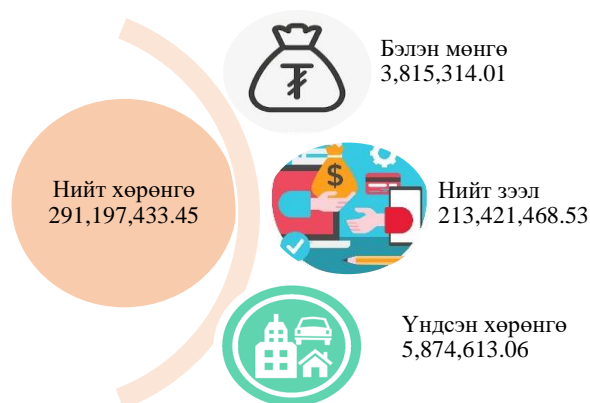 Бэлэн мөнгө
3,815,314.01
Нийт хөрөнгө
291,197,433.45
Нийт зээл
213,421,468.53
Үндсэн хөрөнгө
5,874,613.06